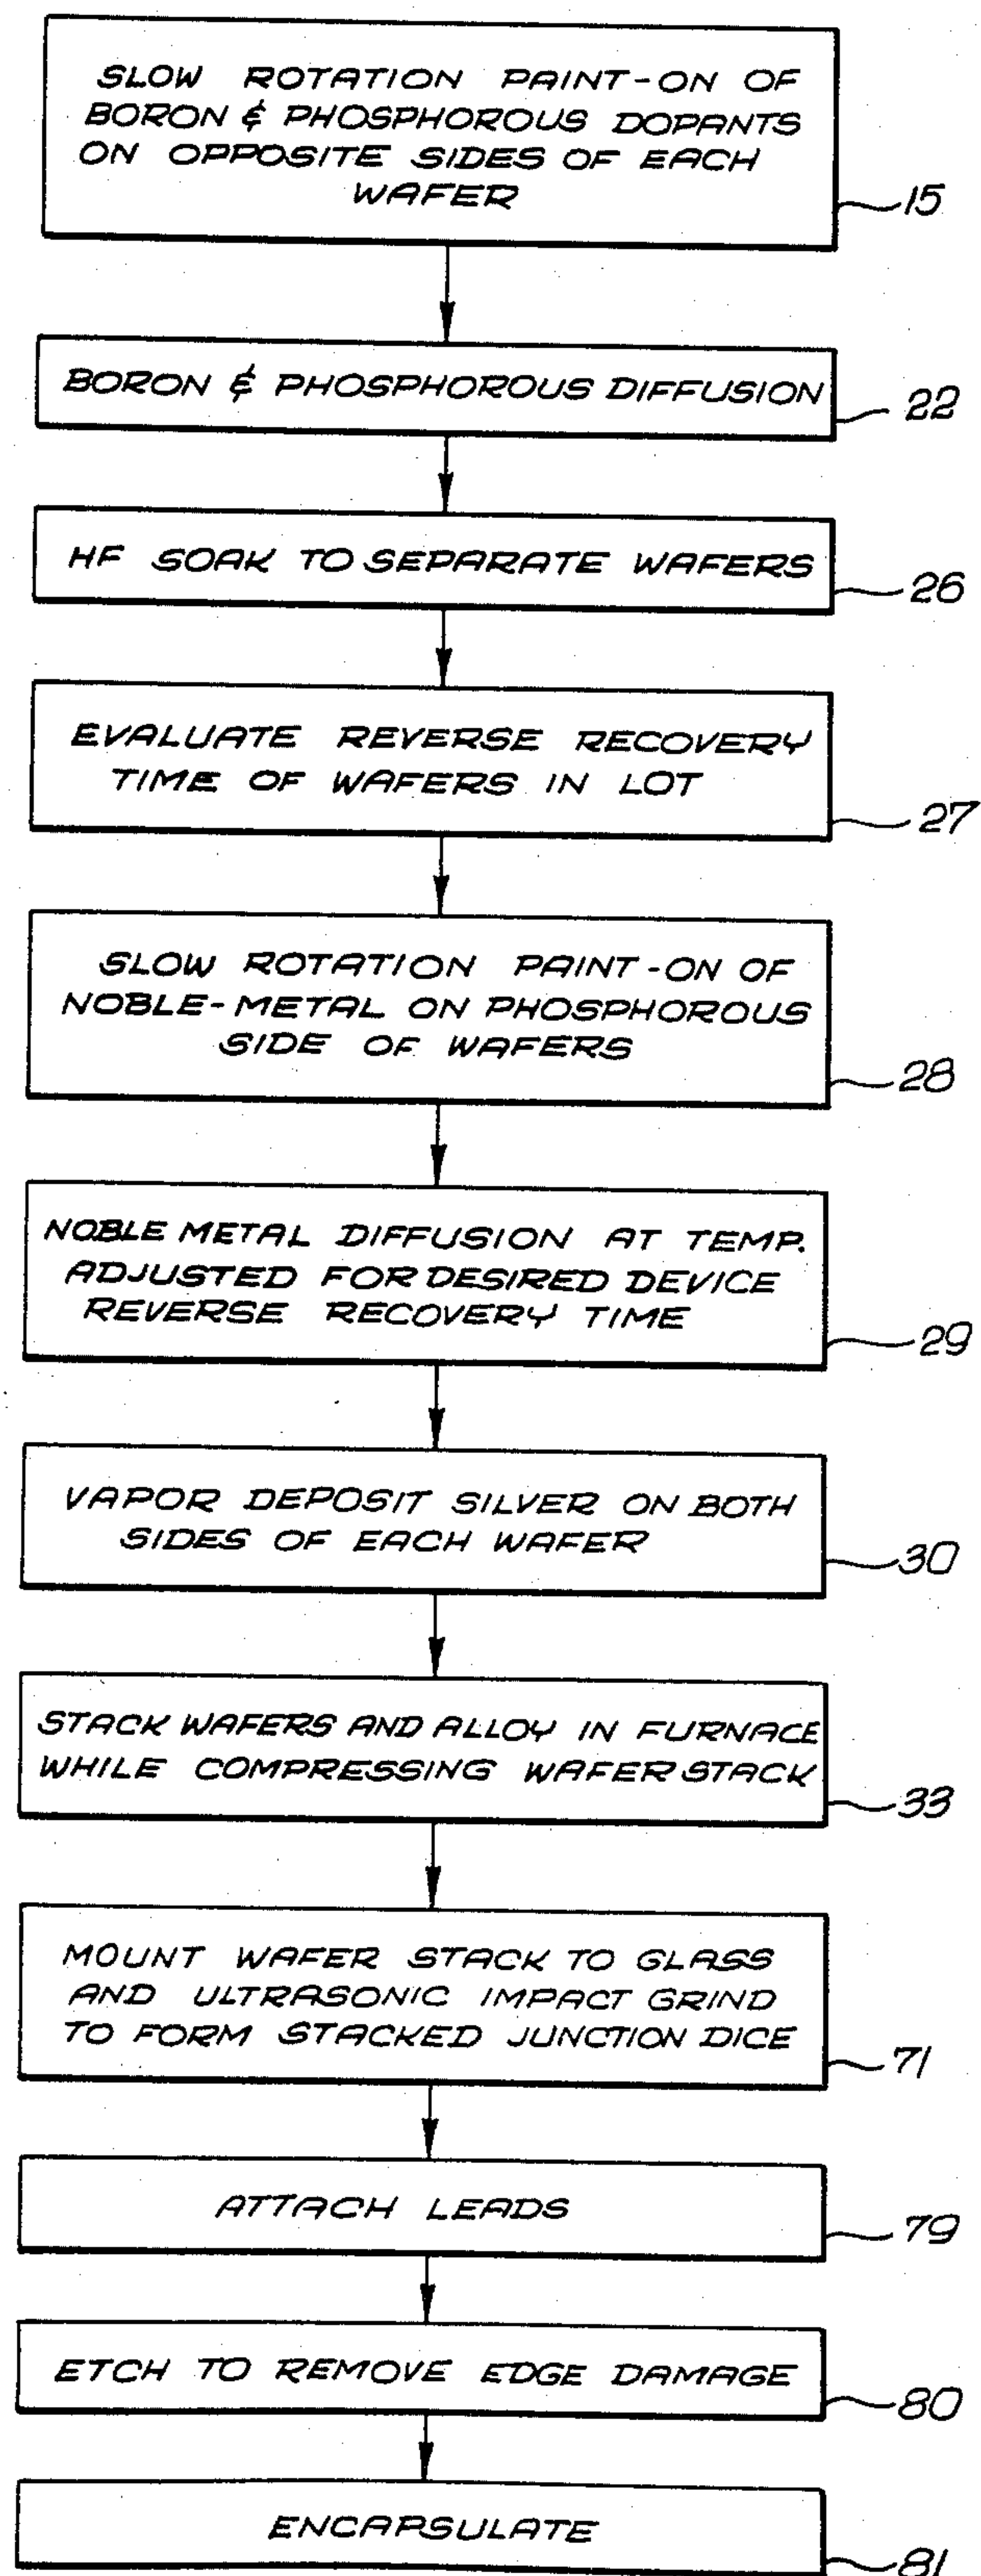 SLOW ROTATION PAINT-ON OF
BORON & PHOSPHOROUS DOPANTS
ON OPPOSITE SIDES OF EACH
WAFER
15
BORON & PHOSPHOROUS DIFFUSION
22
HF SOAK TO SEPARATE WAFERS
26
EVALUATE REVERSE RECOVERY
TIME OF WAFERS IN LOT
27
SLOW ROTATION PAINT-ON OF
NOBLE-METAL ON PHOSPHOROUS
SIDE OF WAFERS
28
NOBLE METAL DIFFUSION AT TEMP.
ADJUSTED FOR DESIRED DEVICE
REVERSE RECOVERY TIME
29
VAPOR DEPOSIT SILVER ON BOTH
SIDES OF EACH WAFER
30
STACK WAFERS AND ALLOY IN FURNACE
WHILE COMPRESSING WAFER STACK
33
MOUNT WAFER STACK TO GLASS
AND ULTRASONIC IMPACT GRIND
TO FORM STACKED JUNCTION DICE
71
ATTACH LEADS
79
ETCH TO REMOVE EDGE DAMAGE
80
ENCAPSULATE
81